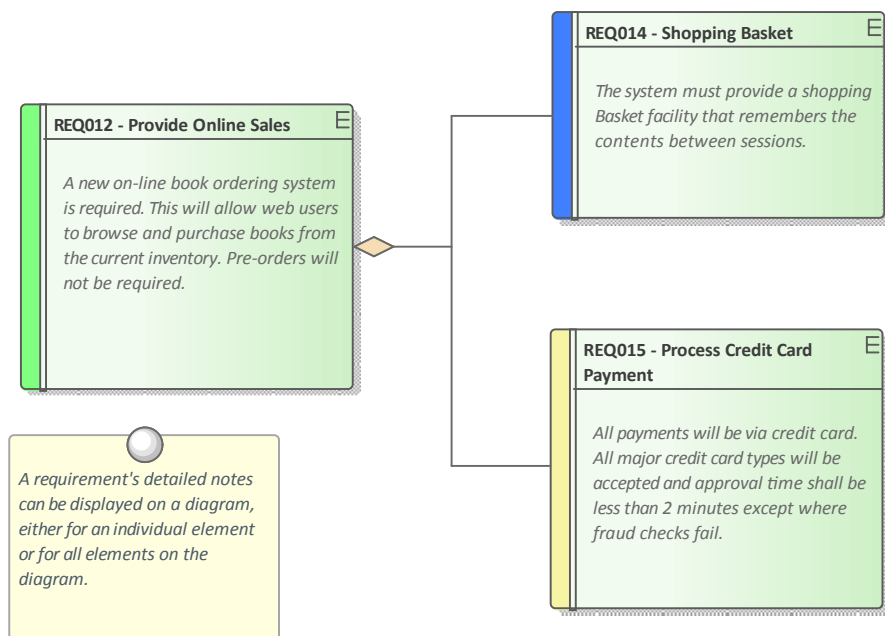 REQ012 - Provide Online Sales
E
A new on-line book ordering system
is required. This will allow web users
to browse and purchase books from
the current inventory. Pre-orders will
not be required.
REQ014 - Shopping Basket
E
The system must provide a shopping
Basket facility that remembers the
contents between sessions.
REQ015 - Process Credit Card
Payment
E
All payments will be via credit card.
All major credit card types will be
accepted and approval time shall be
less than 2 minutes except where
fraud checks fail.
A requirement's detailed notes
can be displayed on a diagram,
either for an individual element
or for all elements on the
diagram.